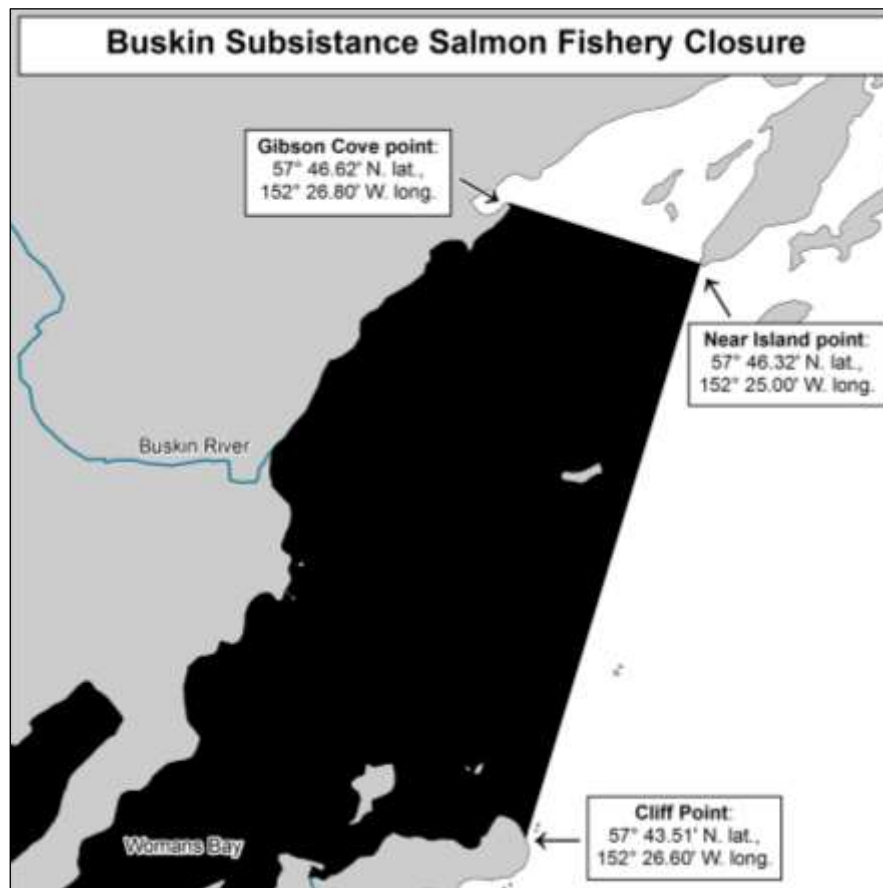 Buskin Subsistance Salmon Fishery Closure
Gibson Cove point:
57° 46.62' N. lat.,
152° 26.80' W. long.
Near Island point:
57° 46.32' N. lat.,
152° 25.00' W. long.
Buskin River
Cliff Point:
57° 43.51' N. lat.,
152° 26.60' W. long.
Womans Bay